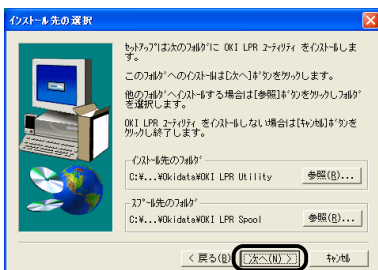 インストール先の選択
セットアップは次のフォルダに OKI LPR ユーティリティ をインストールしま
す。
このフォルダへのインストールは[次へ]ボタンをクリックします。
他のフォルダへインストールする場合は[参照]ボタンをクリックしフォルダ
を選択します。
OKI LPR ユーティリティ をインストールしない場合は[キャンセル]ボタンを
クリックし終了します。
インストール先のフォルダ
C:¥...¥Okidata¥OKI LPR Utility
参照(R)...
スプール先のフォルダ
C:¥...¥Okidata¥OKI LPR Spool
参照(R)...
< 戻る(B)
次へ(N) >
キャンセル